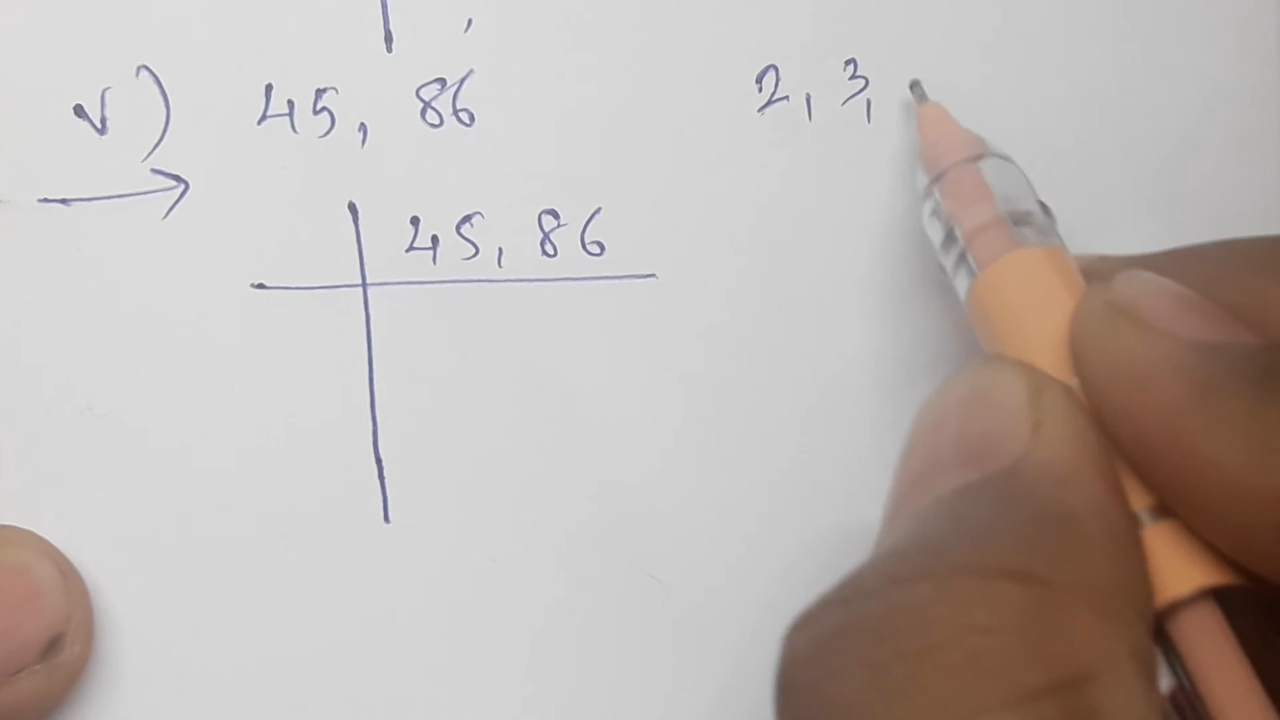 v) 45, 86
2, 3,
45, 86